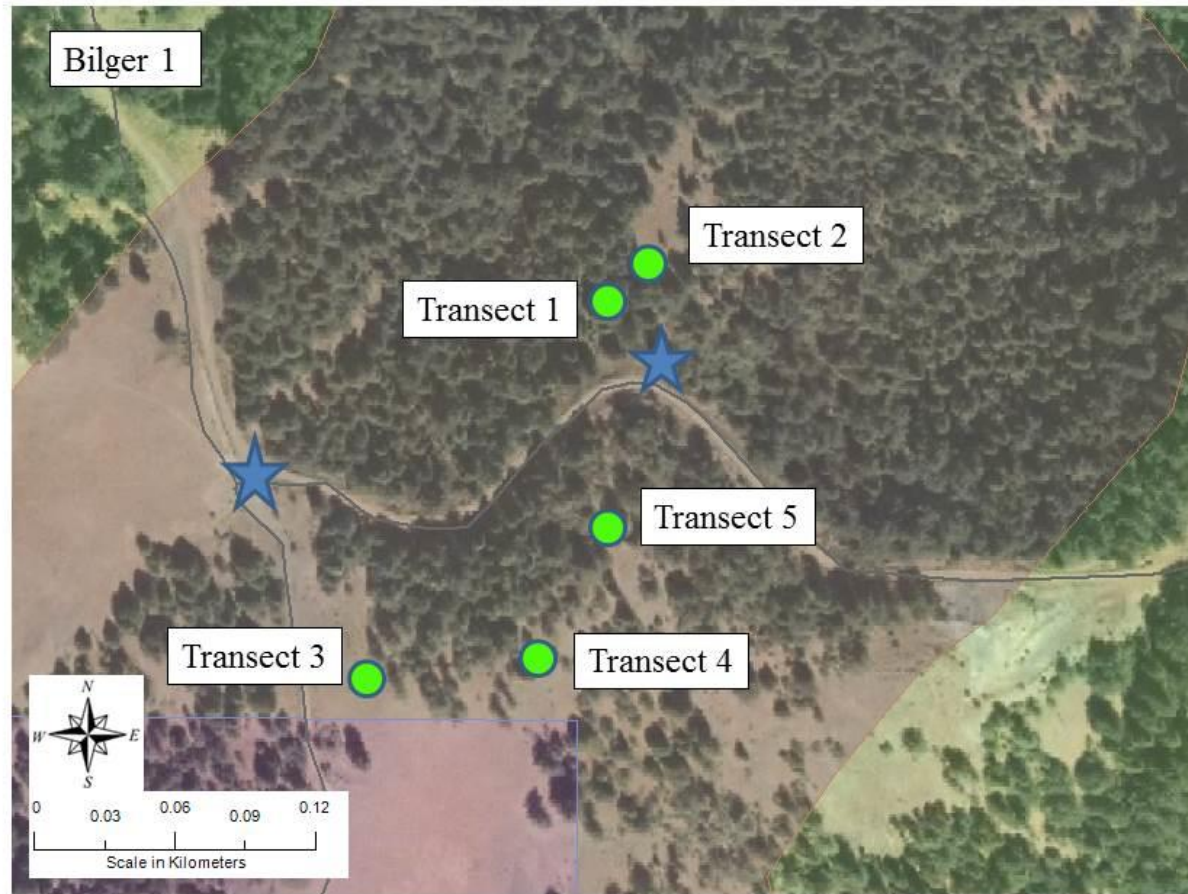 Bilger 1
Transect 2
Transect 1
Transect 5
Transect 3
Transect 4
N
W E
S
0 0.03 0.06 0.09 0.12
Scale in Kilometers